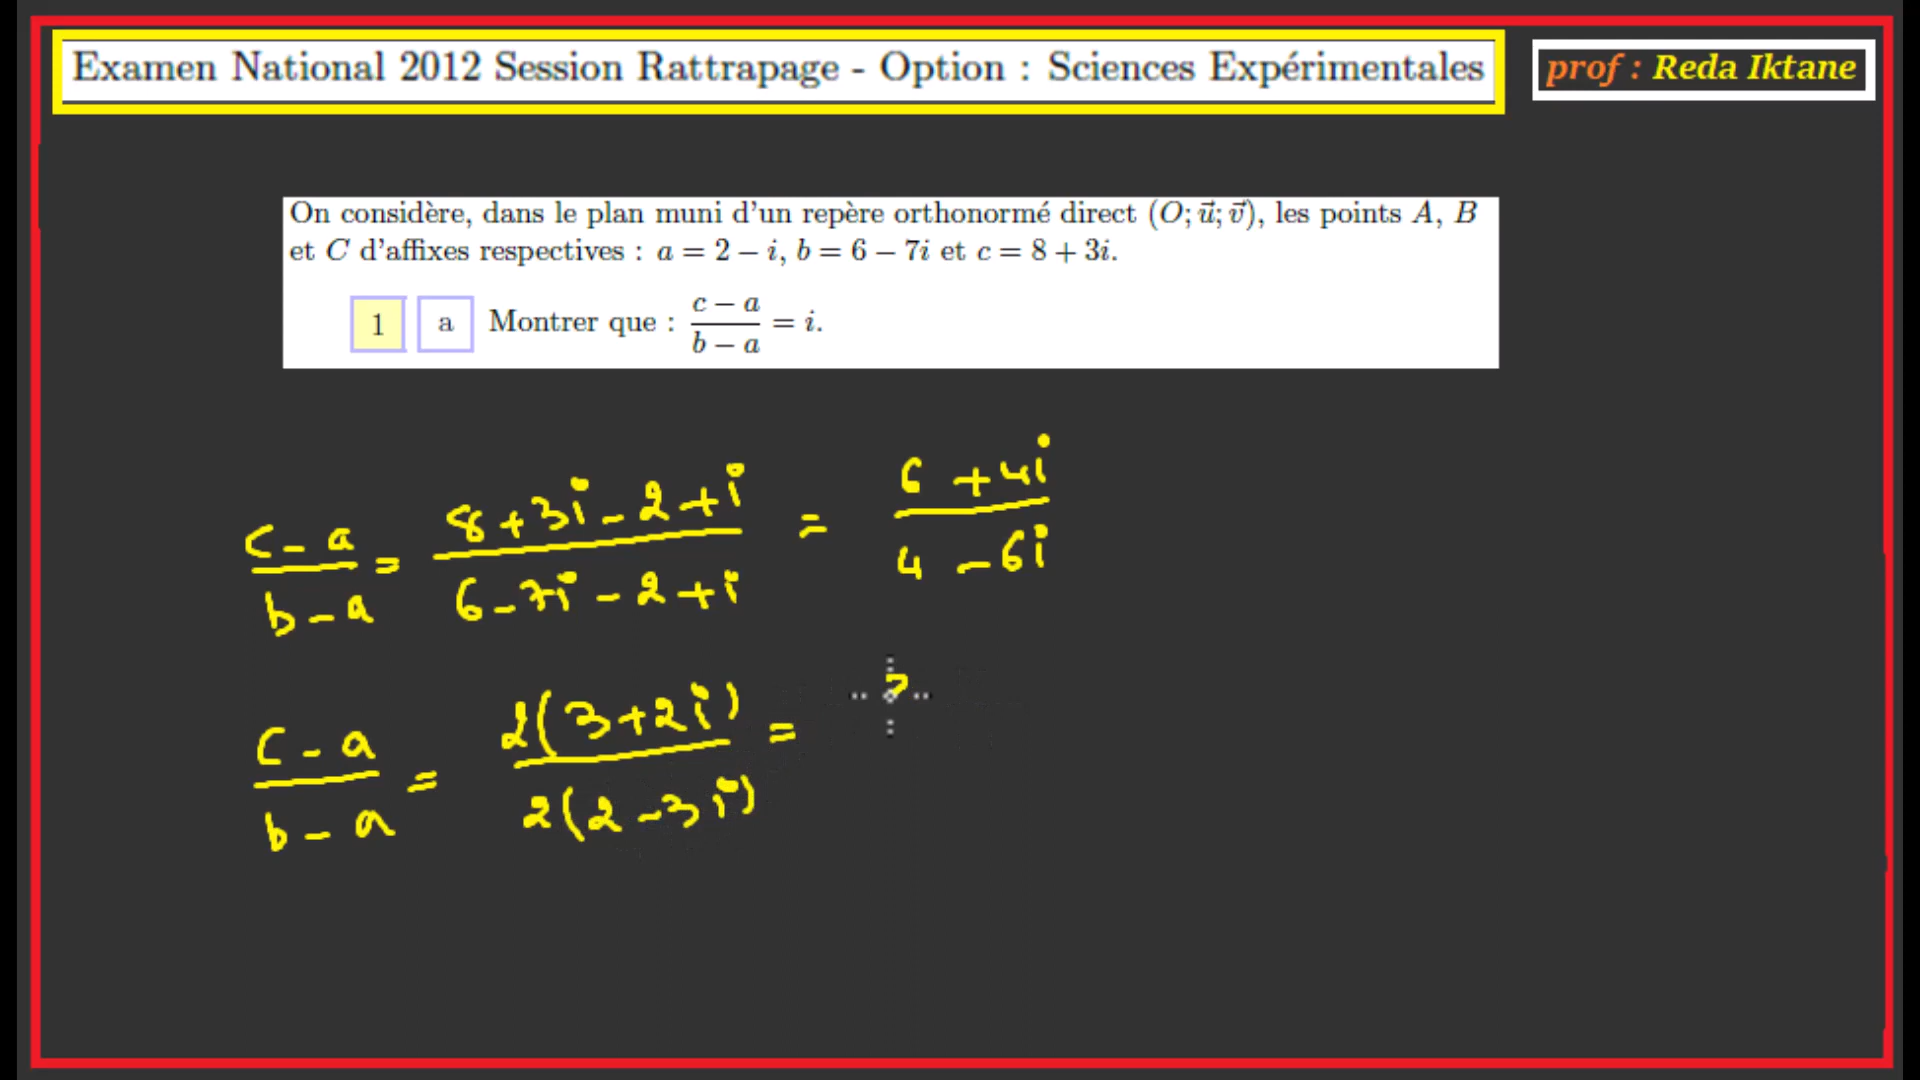 Examen National 2012 Session Rattrapage - Option : Sciences Expérimentales
prof : Reda Iktane
On considère, dans le plan muni d'un repère orthonormé direct (O; u⃗; v⃗), les points A, B
et C d'affixes respectives : a = 2 − i, b = 6 − 7i et c = 8 + 3i.
1 a Montrer que : (c − a)/(b − a) = i.
(c - a)/(b - a) = (8 + 3i - 2 + i)/(6 - 7i - 2 + i) = (6 + 4i)/(4 - 6i)
(c - a)/(b - a) = 2(3 + 2i)/2(2 - 3i) =